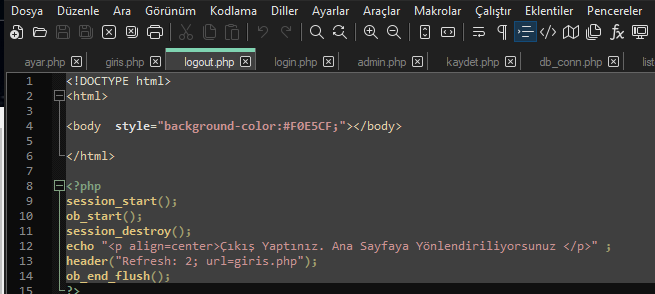 Dosya Düzenle Ara Görünüm Kodlama Diller Ayarlar Araçlar Makrolar Çalıştır Eklentiler Pencereler
ayar.php giris.php logout.php login.php admin.php kaydet.php db_conn.php list
1 <!DOCTYPE html>
2 <html>
3
4 <body  style="background-color:#F0E5CF;"></body>
5
6 </html>
7
8 <?php
9 session_start();
10 ob_start();
11 session_destroy();
12 echo "<p align=center>Çıkış Yaptınız. Ana Sayfaya Yönlendiriliyorsunuz </p>" ;
13 header("Refresh: 2; url=giris.php");
14 ob_end_flush();
15 ?>